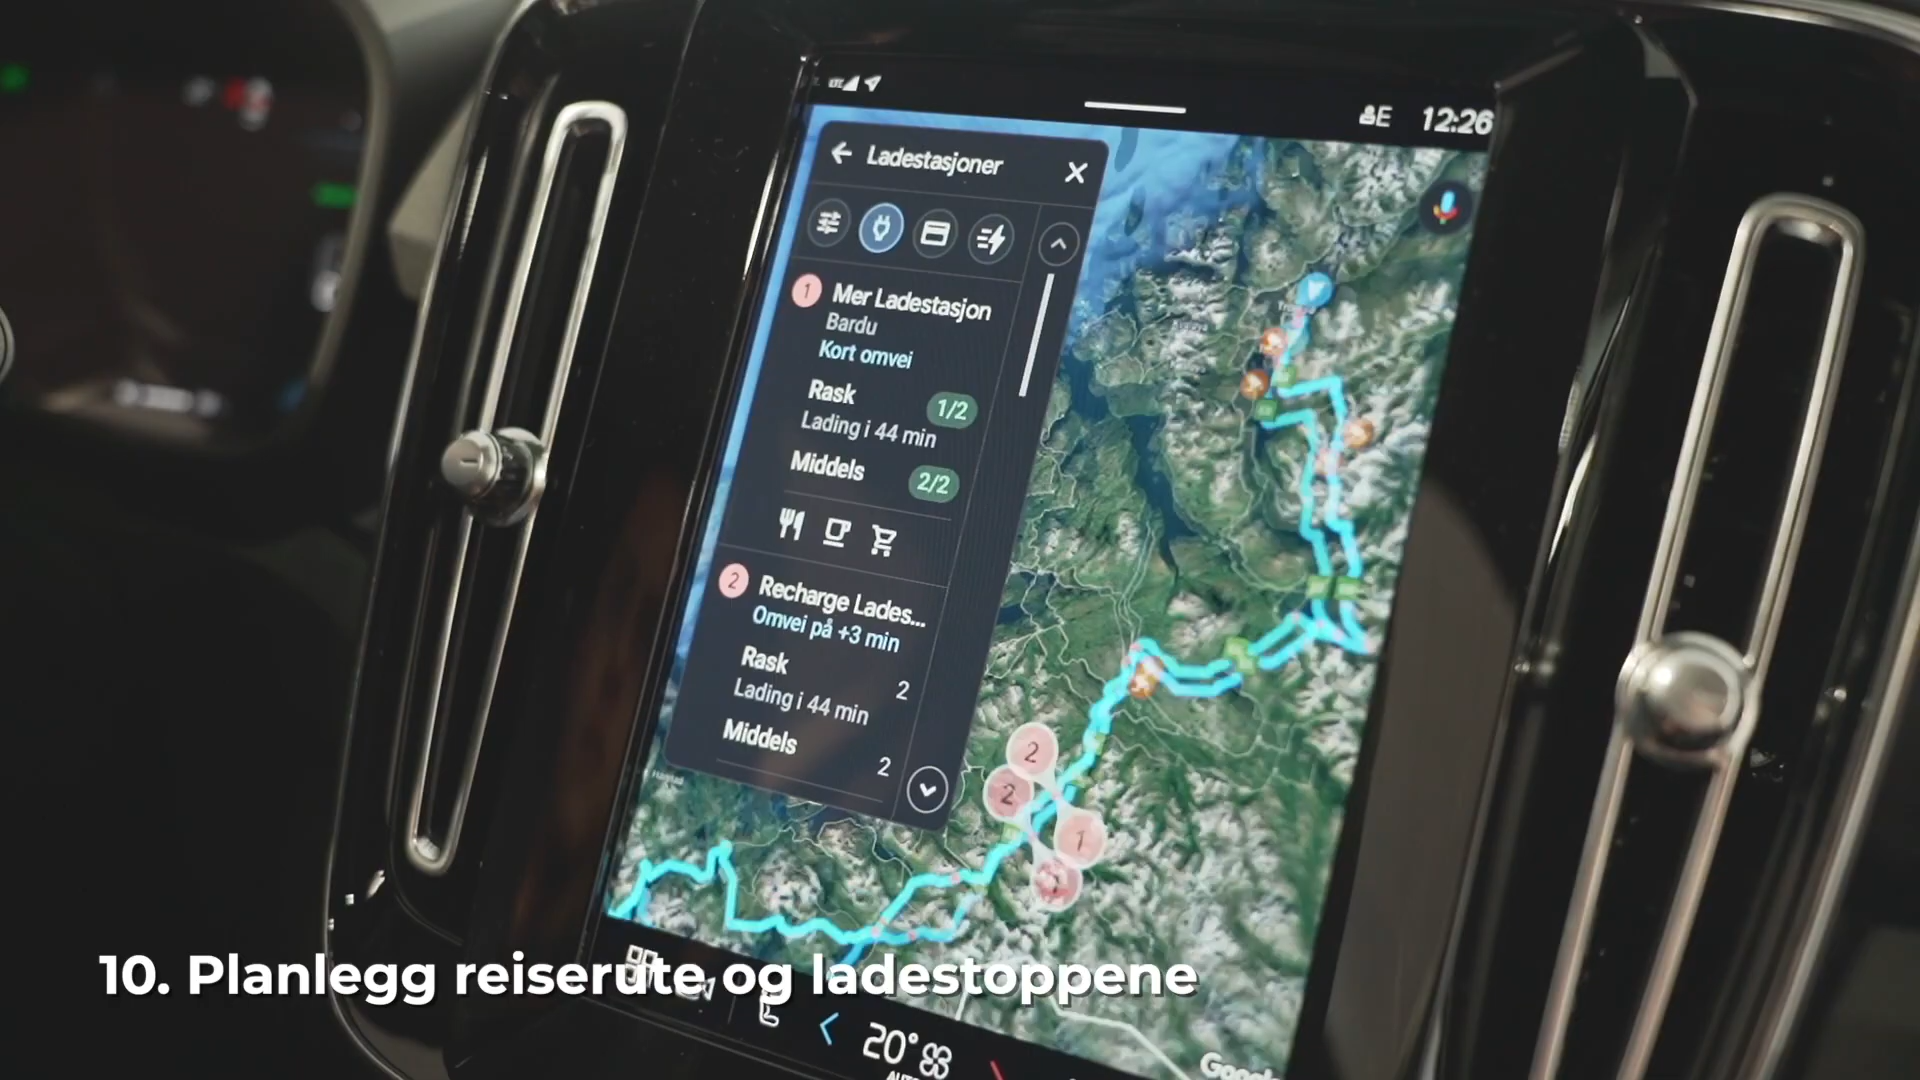 LTE
E 12:26
Ladestasjoner
1 Mer Ladestasjon
Bardu
Kort omvei
Rask 1/2
Lading i 44 min
Middels 2/2
2 Recharge Lades...
Omvei på +3 min
Rask
Lading i 44 min 2
Middels 2
2
2
1
10. Planlegg reiserute og ladestoppene
20°
Google